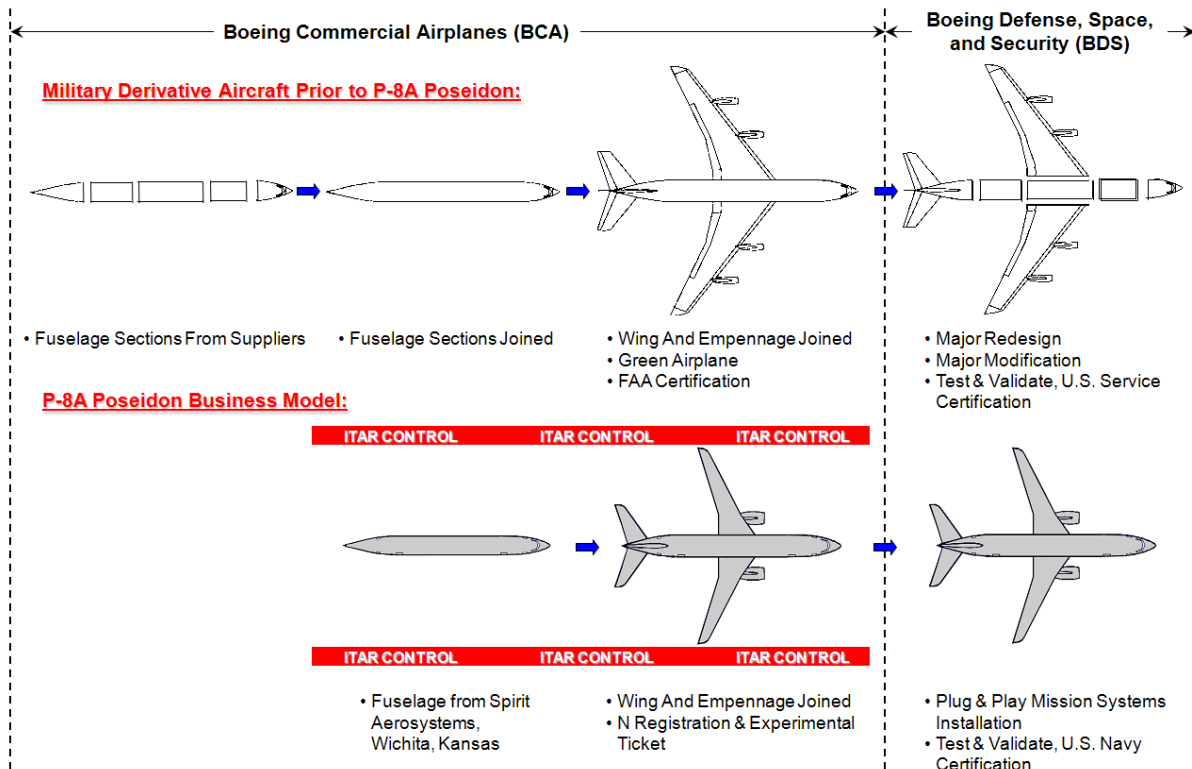 Boeing Commercial Airplanes (BCA)
Boeing Defense, Space,
and Security (BDS)
Military Derivative Aircraft Prior to P-8A Poseidon:
• Fuselage Sections From Suppliers
• Fuselage Sections Joined
• Wing And Empennage Joined
• Green Airplane
• FAA Certification
• Major Redesign
• Major Modification
• Test & Validate, U.S. Service
Certification
P-8A Poseidon Business Model:
ITAR CONTROL ITAR CONTROL ITAR CONTROL
ITAR CONTROL ITAR CONTROL ITAR CONTROL
• Fuselage from Spirit
Aerosystems,
Wichita, Kansas
• Wing And Empennage Joined
• N Registration & Experimental
Ticket
• Plug & Play Mission Systems
Installation
• Test & Validate, U.S. Navy
Certification